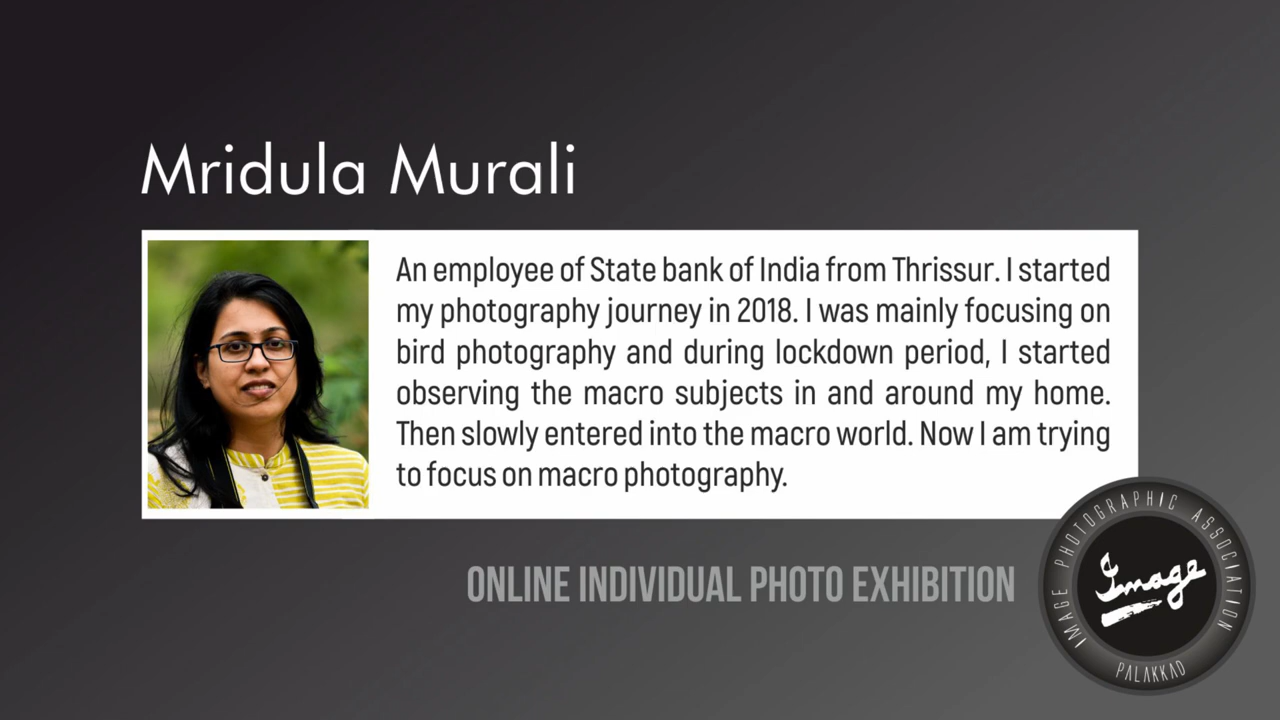 Mridula Murali
An employee of State bank of India from Thrissur. I started
my photography journey in 2018. I was mainly focusing on
bird photography and during lockdown period, I started
observing the macro subjects in and around my home.
Then slowly entered into the macro world. Now I am trying
to focus on macro photography.
ONLINE INDIVIDUAL PHOTO EXHIBITION
IMAGE PHOTOGRAPHIC ASSOCIATION
Image
PALAKKAD